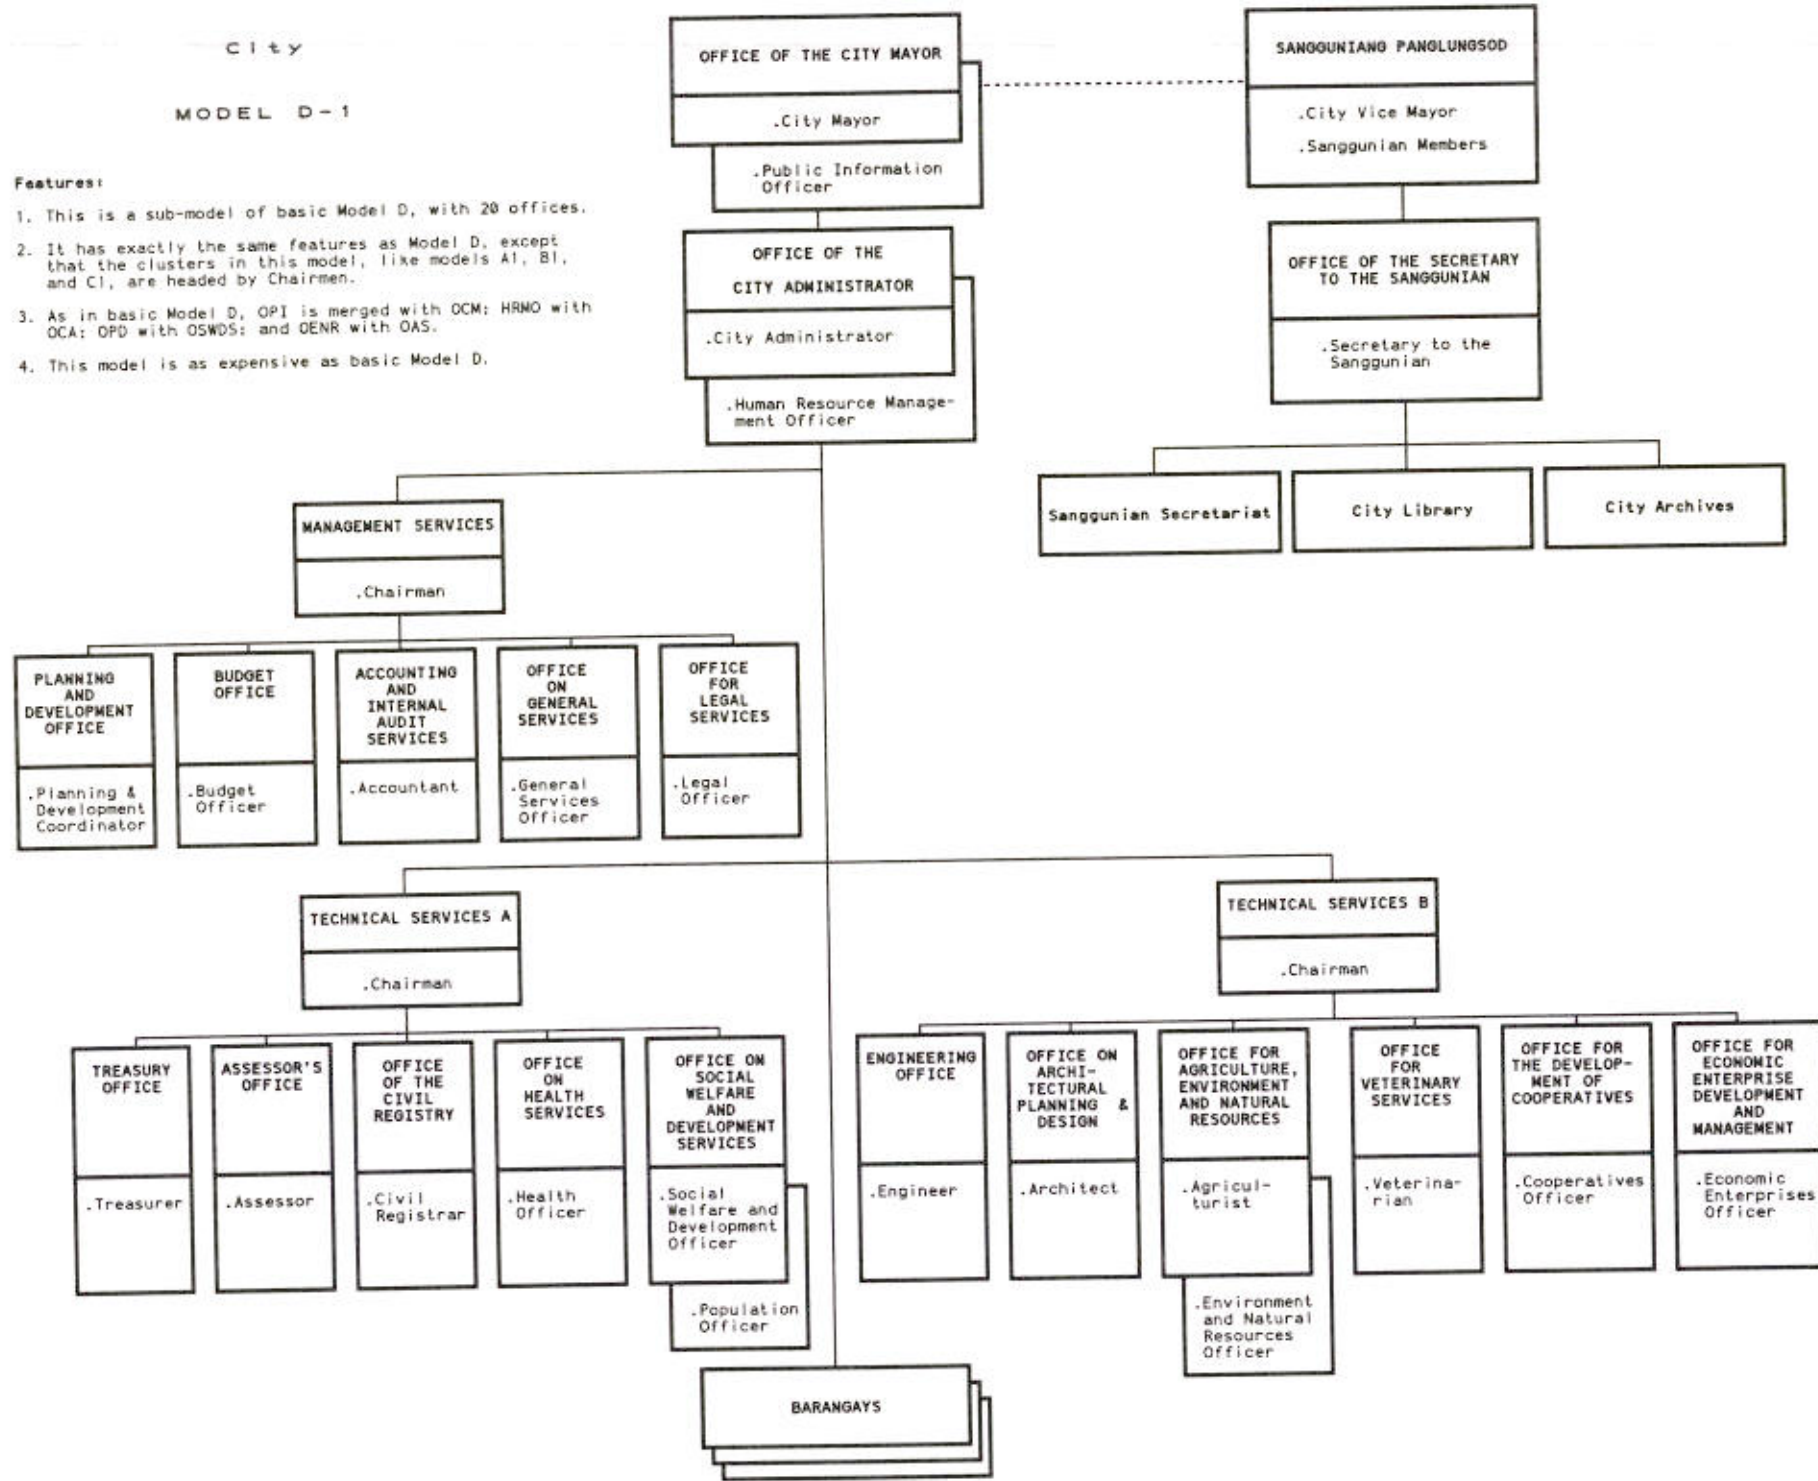 City
MODEL D-1
Features:
1. This is a sub-model of basic Model D, with 20 offices.
2. It has exactly the same features as Model D, except
that the clusters in this model, like models A1, B1,
and C1, are headed by Chairmen.
3. As in basic Model D, OPI is merged with OCM; HRMO with
OCA; OPD with OSWDS; and OENR with OAS.
4. This model is as expensive as basic Model D.
OFFICE OF THE CITY MAYOR
.City Mayor
.Public Information
Officer
SANGGUNIANG PANGLUNGSOD
.City Vice Mayor
.Sanggunian Members
OFFICE OF THE
CITY ADMINISTRATOR
.City Administrator
.Human Resource Manage-
ment Officer
OFFICE OF THE SECRETARY
TO THE SANGGUNIAN
.Secretary to the
Sanggunian
Sanggunian Secretariat
City Library
City Archives
MANAGEMENT SERVICES
.Chairman
PLANNING
AND
DEVELOPMENT
OFFICE
.Planning &
Development
Coordinator
BUDGET
OFFICE
.Budget
Officer
ACCOUNTING
AND
INTERNAL
AUDIT
SERVICES
.Accountant
OFFICE
ON
GENERAL
SERVICES
.General
Services
Officer
OFFICE
FOR
LEGAL
SERVICES
.Legal
Officer
TECHNICAL SERVICES A
.Chairman
TREASURY
OFFICE
.Treasurer
ASSESSOR'S
OFFICE
.Assessor
OFFICE
OF THE
CIVIL
REGISTRY
.Civil
Registrar
OFFICE
ON
HEALTH
SERVICES
.Health
Officer
OFFICE ON
SOCIAL
WELFARE
AND
DEVELOPMENT
SERVICES
.Social
Welfare and
Development
Officer
.Population
Officer
TECHNICAL SERVICES B
.Chairman
ENGINEERING
OFFICE
.Engineer
OFFICE ON
ARCHI-
TECTURAL
PLANNING &
DESIGN
.Architect
OFFICE FOR
AGRICULTURE,
ENVIRONMENT
AND NATURAL
RESOURCES
.Agricul-
turist
.Environment
and Natural
Resources
Officer
OFFICE
FOR
VETERINARY
SERVICES
.Veterina-
rian
OFFICE FOR
THE DEVELOP-
MENT OF
COOPERATIVES
.Cooperatives
Officer
OFFICE FOR
ECONOMIC
ENTERPRISE
DEVELOPMENT
AND
MANAGEMENT
.Economic
Enterprises
Officer
BARANGAYS